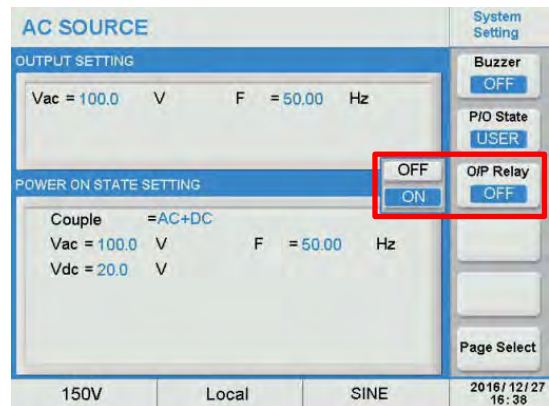 AC SOURCE
System
Setting
OUTPUT SETTING
Vac = 100.0 V F = 50.00 Hz
Buzzer
OFF
P/O State
USER
OFF
ON
O/P Relay
OFF
POWER ON STATE SETTING
Couple =AC+DC
Vac = 100.0 V F = 50.00 Hz
Vdc = 20.0 V
Page Select
150V Local SINE
2016/12/27
16:38